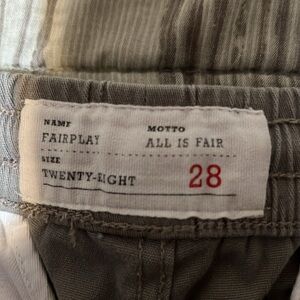 NAME MOTTO
FAIRPLAY ALL IS FAIR
SIZE
TWENTY-EIGHT 28